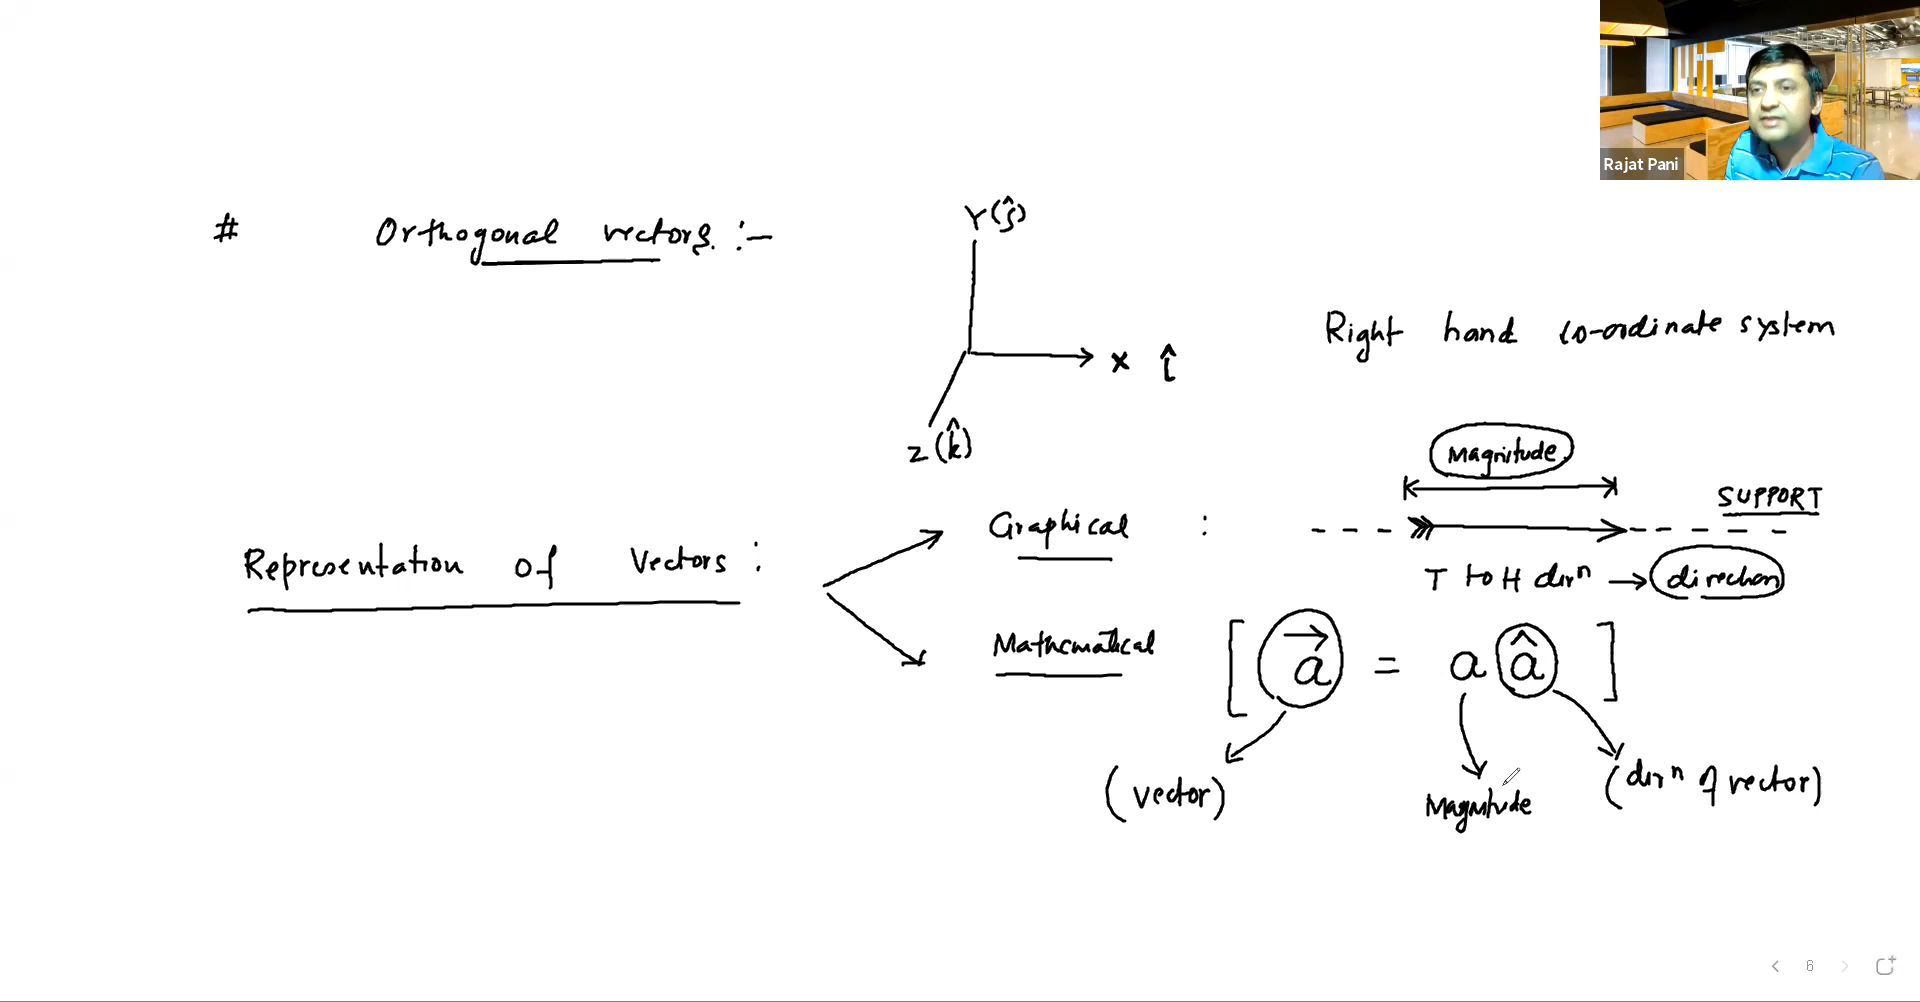 Rajat Pani
# Orthogonal vectors :-
Y(ĵ)
X î
Z(k̂)
Right hand co-ordinate system
Magnitude
SUPPORT
Representation of Vectors :
Graphical :
T to H dirⁿ → direction
Mathematical [ a⃗ = a â ]
(vector)
Magnitude
(dirⁿ of vector)
6